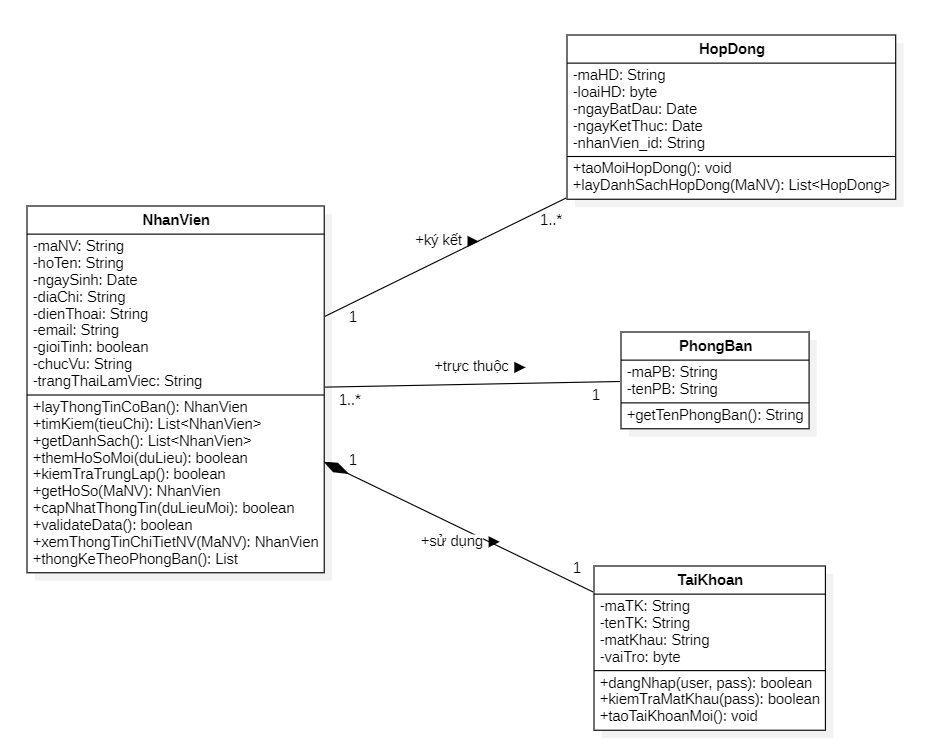 HopDong
-maHD: String
-loaiHD: byte
-ngayBatDau: Date
-ngayKetThuc: Date
-nhanVien_id: String
+taoMoiHopDong(): void
+layDanhSachHopDong(MaNV): List<HopDong>
NhanVien
-maNV: String
-hoTen: String
-ngaySinh: Date
-diaChi: String
-dienThoai: String
-email: String
-gioiTinh: boolean
-chucVu: String
-trangThaiLamViec: String
+layThongTinCoBan(): NhanVien
+timKiem(tieuChi): List<NhanVien>
+getDanhSach(): List<NhanVien>
+themHoSoMoi(duLieu): boolean
+kiemTraTrungLap(): boolean
+getHoSo(MaNV): NhanVien
+capNhatThongTin(duLieuMoi): boolean
+validateData(): boolean
+xemThongTinChiTietNV(MaNV): NhanVien
+thongKeTheoPhongBan(): List
+ký kết
1..*
1
+trực thuộc
1..*
1
PhongBan
-maPB: String
-tenPB: String
+getTenPhongBan(): String
1
+sử dụng
1
TaiKhoan
-maTK: String
-tenTK: String
-matKhau: String
-vaiTro: byte
+dangNhap(user, pass): boolean
+kiemTraMatKhau(pass): boolean
+taoTaiKhoanMoi(): void